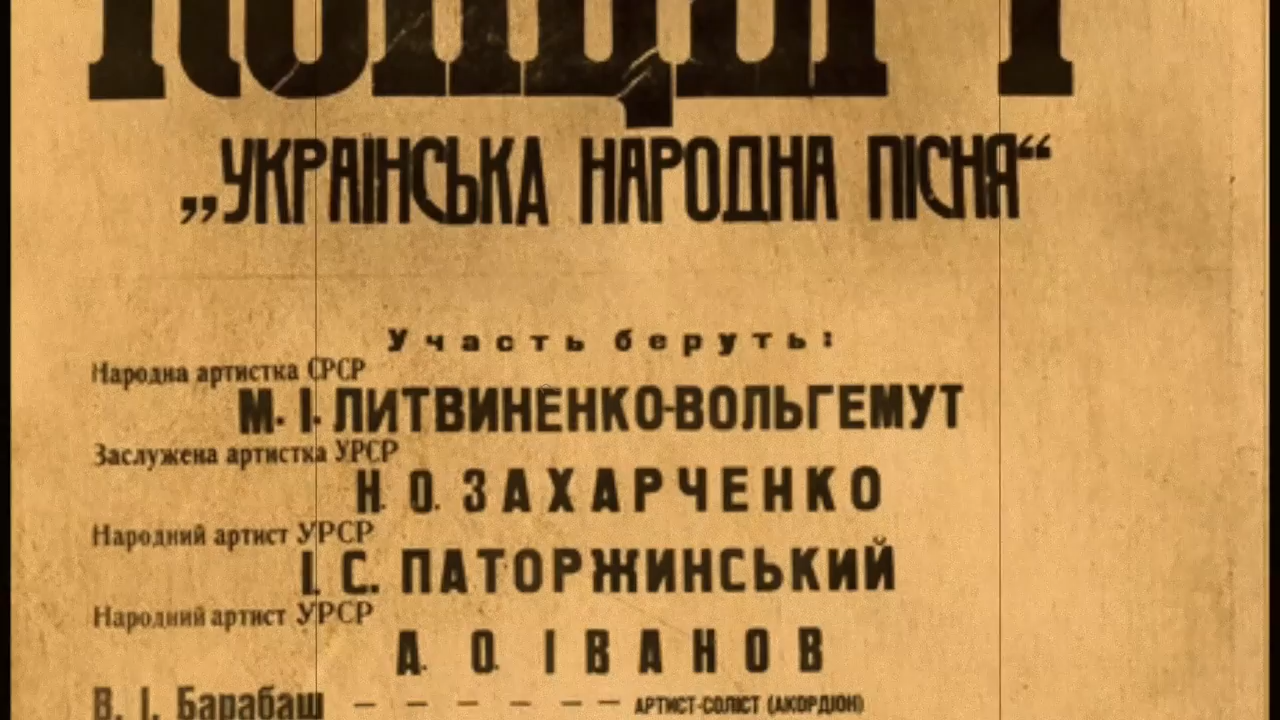 КОНЦЕРТ
„УКРАЇНСЬКА НАРОДНА ПІСНЯ“
Участь беруть:
Народна артистка СРСР
М. І. ЛИТВИНЕНКО-ВОЛЬГЕМУТ
Заслужена артистка УРСР
Н. О. ЗАХАРЧЕНКО
Народний артист УРСР
І. С. ПАТОРЖИНСЬКИЙ
Народний артист УРСР
А. О. ІВАНОВ
В. І. Барабаш — — — — — — АРТИСТ-СОЛІСТ (АКОРДІОН)